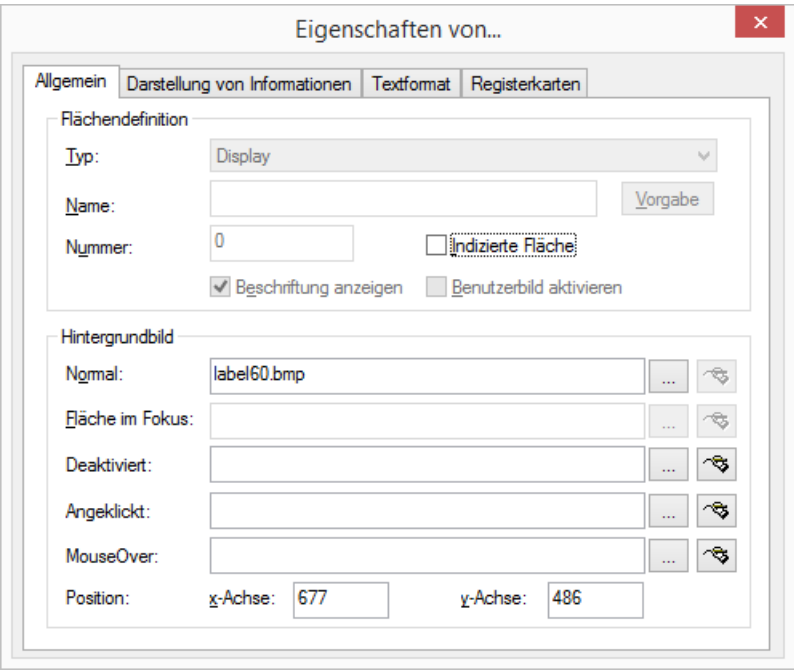 Eigenschaften von...
Allgemein Darstellung von Informationen Textformat Registerkarten
Flächendefinition
Typ: Display
Name: Vorgabe
Nummer: 0 Indizierte Fläche
Beschriftung anzeigen Benutzerbild aktivieren
Hintergrundbild
Normal: label60.bmp ...
Fläche im Fokus: ...
Deaktiviert: ...
Angeklickt: ...
MouseOver: ...
Position: x-Achse: 677 y-Achse: 486